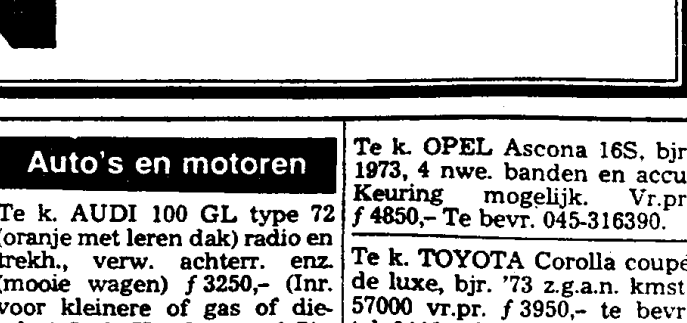 Auto's en motoren
Te k. AUDI 100 GL type 72
(oranje met leren dak) radio en
trekh., verw. achterr. enz.
(mooie wagen) ƒ 3250,- (Inr.
voor kleinere of gas of die-
Te k. OPEL Ascona 16S, bjr
1973, 4 nwe. banden en accu
Keuring mogelijk. Vr.pr
ƒ 4850,- Te bevr. 045-316390.
Te k. TOYOTA Corolla coupé
de luxe, bjr. '73 z.g.a.n. kmst
57000 vr.pr. ƒ 3950,- te bevr